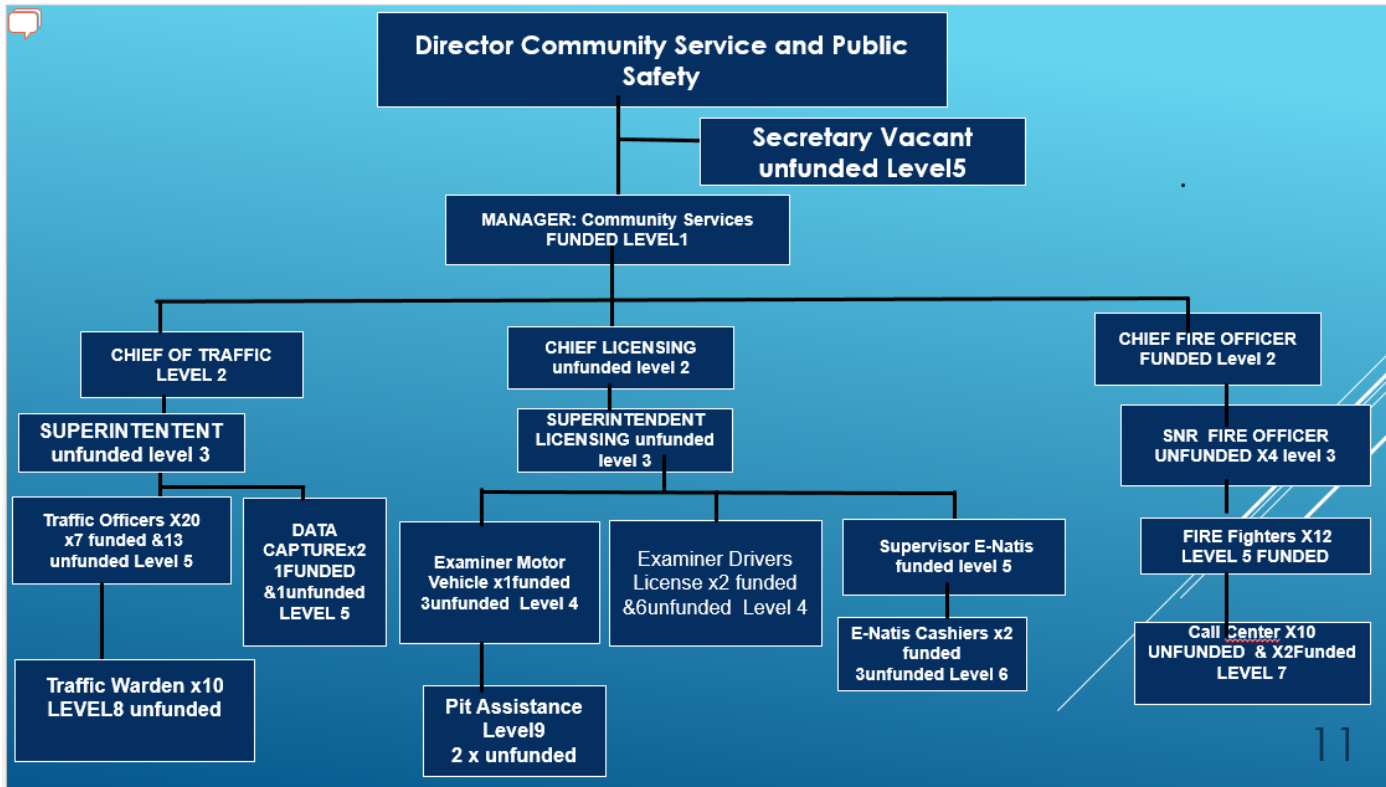 Director Community Service and Public
Safety
Secretary Vacant
unfunded Level5
MANAGER: Community Services
FUNDED LEVEL1
CHIEF OF TRAFFIC
LEVEL 2
CHIEF LICENSING
unfunded level 2
CHIEF FIRE OFFICER
FUNDED Level 2
SUPERINTENTENT
unfunded level 3
SUPERINTENDENT
LICENSING unfunded
level 3
SNR FIRE OFFICER
UNFUNDED X4 level 3
Traffic Officers X20
x7 funded &13
unfunded Level 5
DATA
CAPTUREx2
1FUNDED
&1unfunded
LEVEL 5
Examiner Motor
Vehicle x1funded
3unfunded Level 4
Examiner Drivers
License x2 funded
&6unfunded Level 4
Supervisor E-Natis
funded level 5
FIRE Fighters X12
LEVEL 5 FUNDED
Traffic Warden x10
LEVEL8 unfunded
Pit Assistance
Level9
2 x unfunded
E-Natis Cashiers x2
funded
3unfunded Level 6
Call Center X10
UNFUNDED & X2Funded
LEVEL 7
11